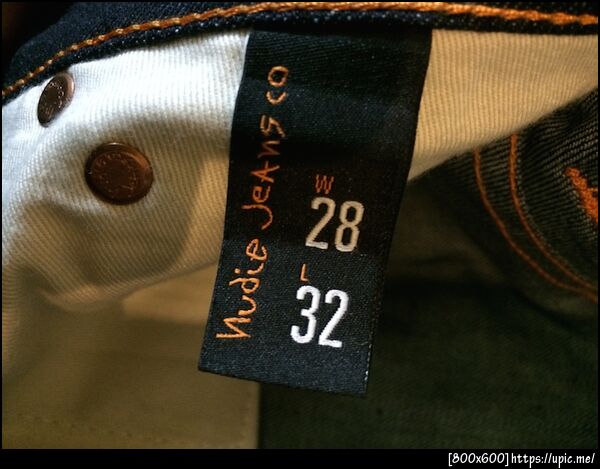 Nudie Jeans co
W
28
L
32
[800x600]https://upic.me/